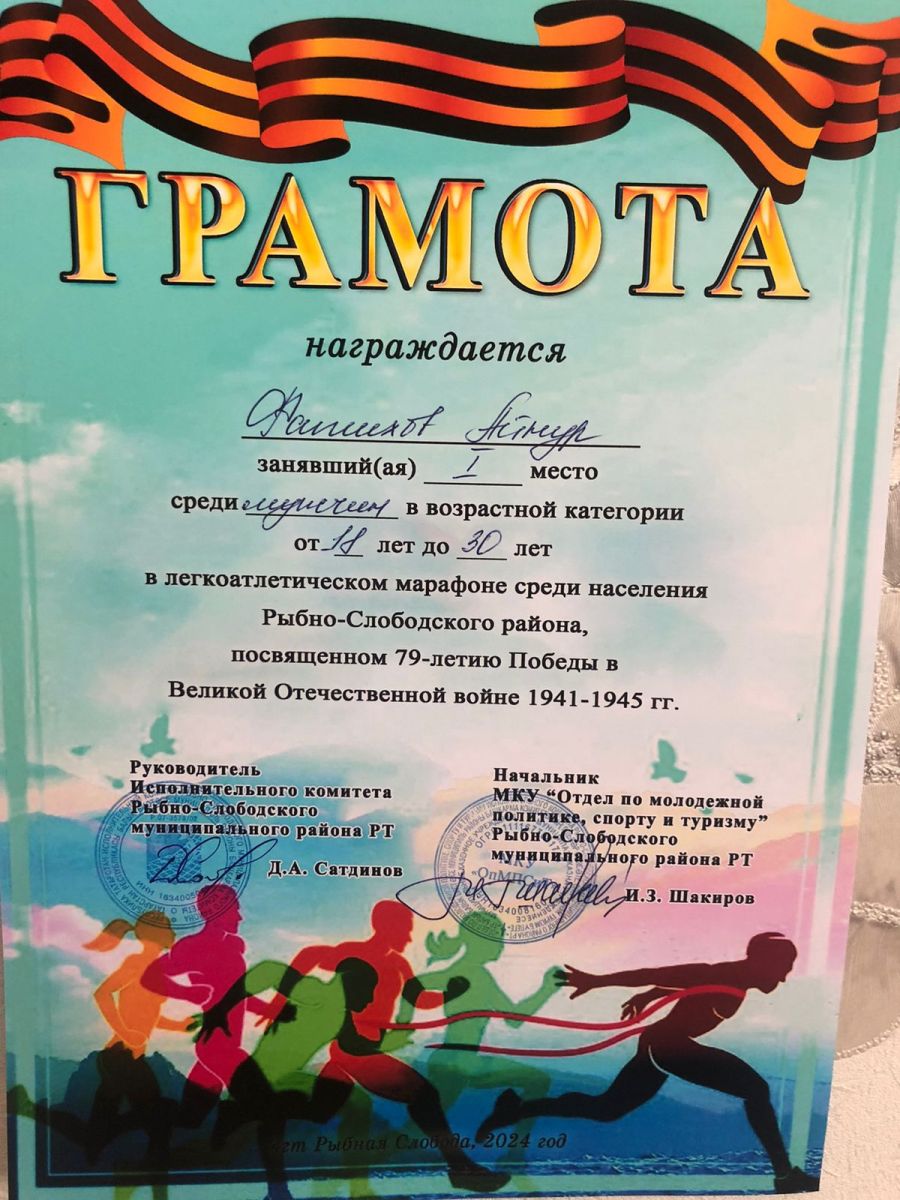 ГРАМОТА
награждается
Айнур
занявший(ая) I место
среди мужчин в возрастной категории
от 18 лет до 30 лет
в легкоатлетическом марафоне среди населения
Рыбно-Слободского района,
посвященном 79-летию Победы в
Великой Отечественной войне 1941-1945 гг.
Руководитель
Исполнительного комитета
Рыбно-Слободского
муниципального района РТ
Д.А. Сатдинов
Начальник
МКУ “Отдел по молодежной
политике, спорту и туризму”
Рыбно-Слободского
муниципального района РТ
И.З. Шакиров
пгт Рыбная Слобода, 2024 год